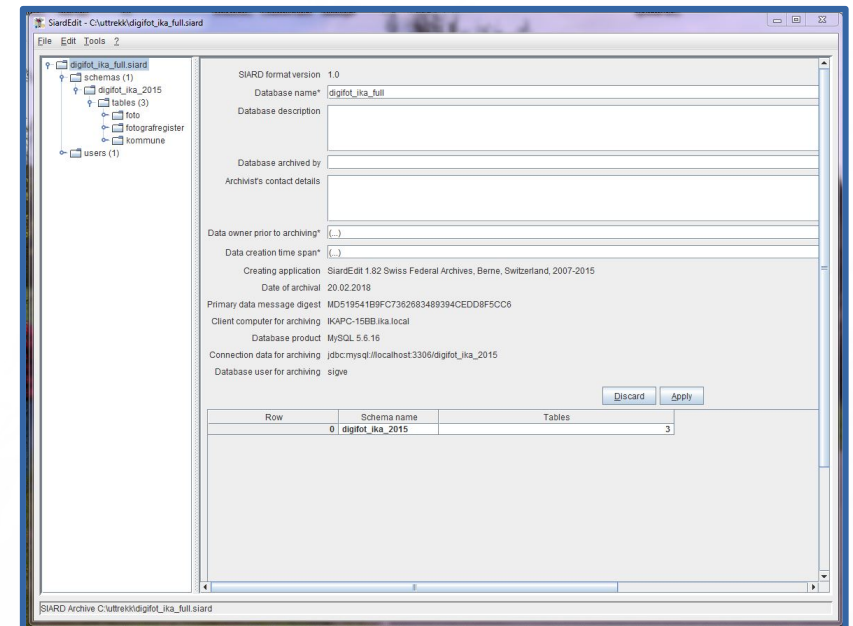 SiardEdit - C:\uttrekk\digifot_ika_full.siard
File Edit Tools ?
digifot_ika_full.siard
schemas (1)
digifot_ika_2015
tables (3)
foto
fotografregister
kommune
users (1)
SIARD format version 1.0
Database name* digifot_ika_full
Database description
Database archived by
Archivist's contact details
Data owner prior to archiving* (...)
Data creation time span* (...)
Creating application SiardEdit 1.82 Swiss Federal Archives, Berne, Switzerland, 2007-2015
Date of archival 20.02.2018
Primary data message digest MD519541B9FC7362683489394CEDD8F5CC6
Client computer for archiving IKAPC-15BB.ika.local
Database product MySQL 5.6.16
Connection data for archiving jdbc:mysql://localhost:3306/digifot_ika_2015
Database user for archiving sigve
Discard Apply
Row Schema name Tables
0 digifot_ika_2015 3
SIARD Archive C:\uttrekk\digifot_ika_full.siard